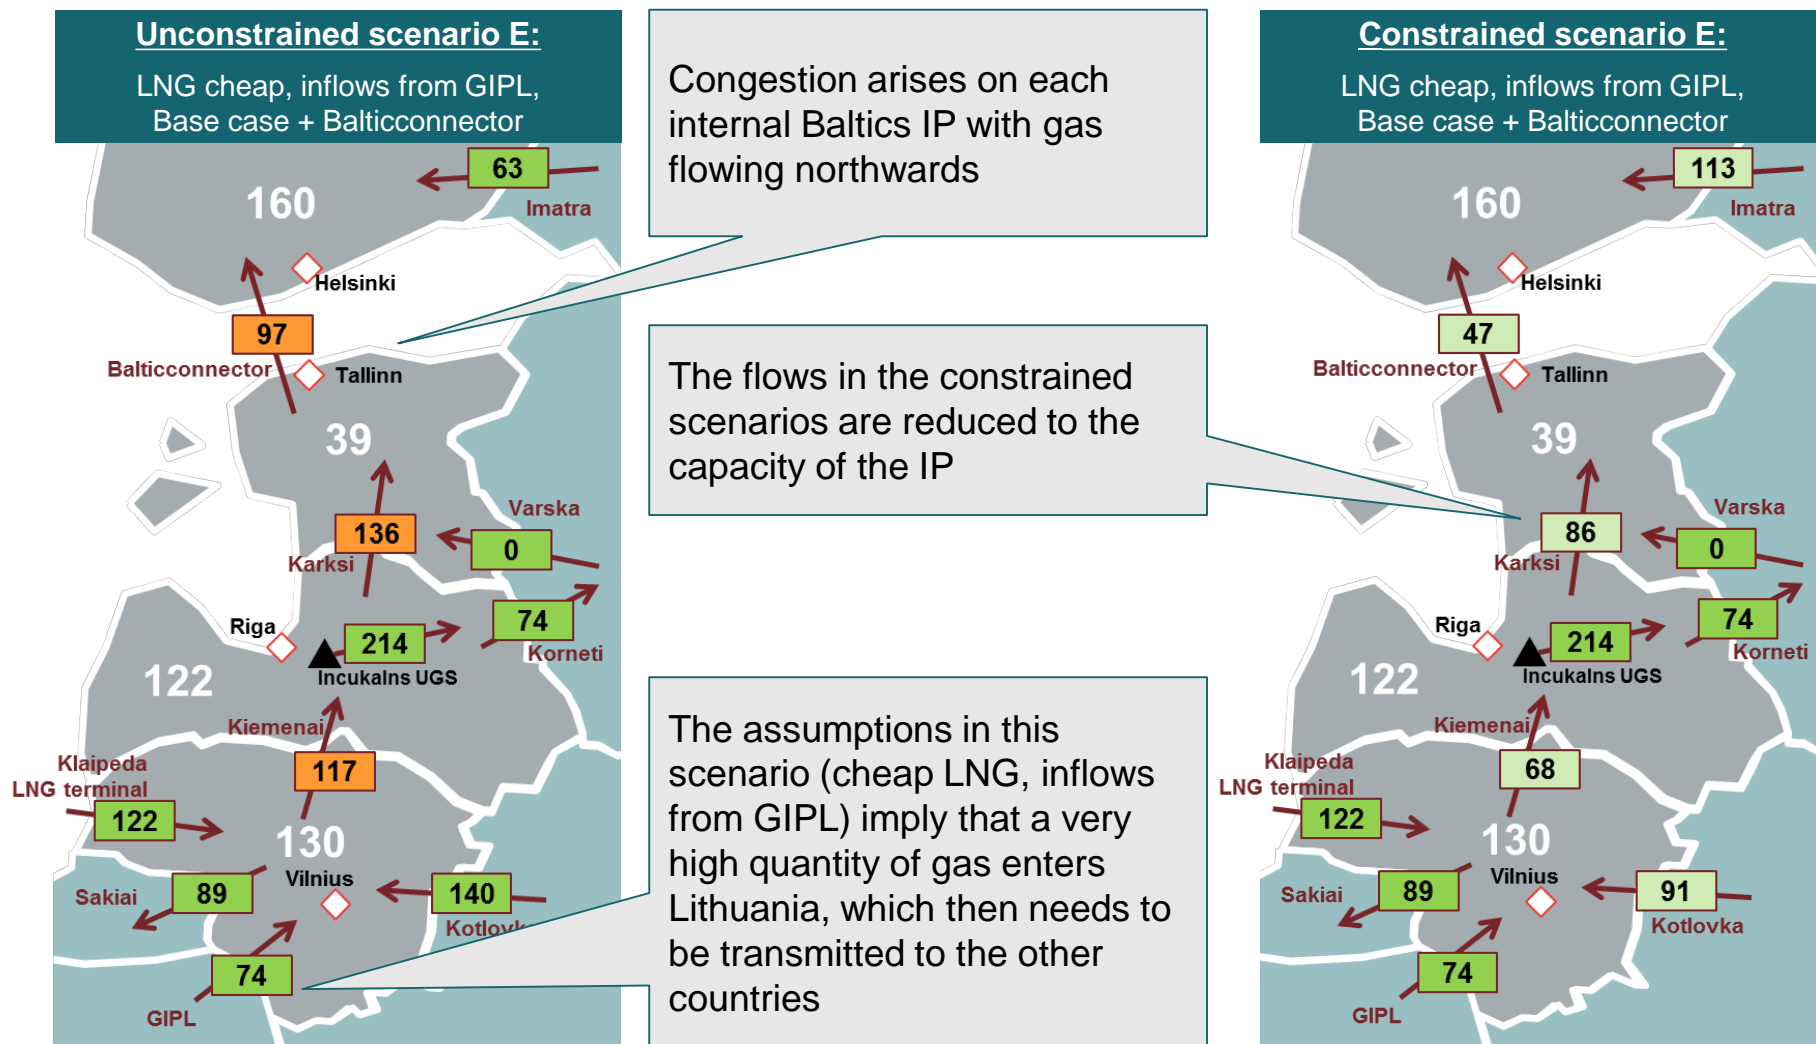 Unconstrained scenario E:
LNG cheap, inflows from GIPL,
Base case + Balticconnector
63
Imatra
160
Helsinki
97
Balticconnector
Tallinn
39
Varska
136
0
Karksi
74
Riga
214
Korneti
Incukalns UGS
122
Kiemenai
Klaipeda
LNG terminal
117
122
130
Vilnius
Sakiai
89
140
Kotlovka
74
GIPL
Congestion arises on each
internal Baltics IP with gas
flowing northwards
The flows in the constrained
scenarios are reduced to the
capacity of the IP
The assumptions in this
scenario (cheap LNG, inflows
from GIPL) imply that a very
high quantity of gas enters
Lithuania, which then needs to
be transmitted to the other
countries
Constrained scenario E:
LNG cheap, inflows from GIPL,
Base case + Balticconnector
113
Imatra
160
Helsinki
47
Balticconnector
Tallinn
39
Varska
86
0
Karksi
74
Riga
214
Korneti
Incukalns UGS
122
Kiemenai
Klaipeda
LNG terminal
68
122
130
Vilnius
Sakiai
89
91
Kotlovka
74
GIPL